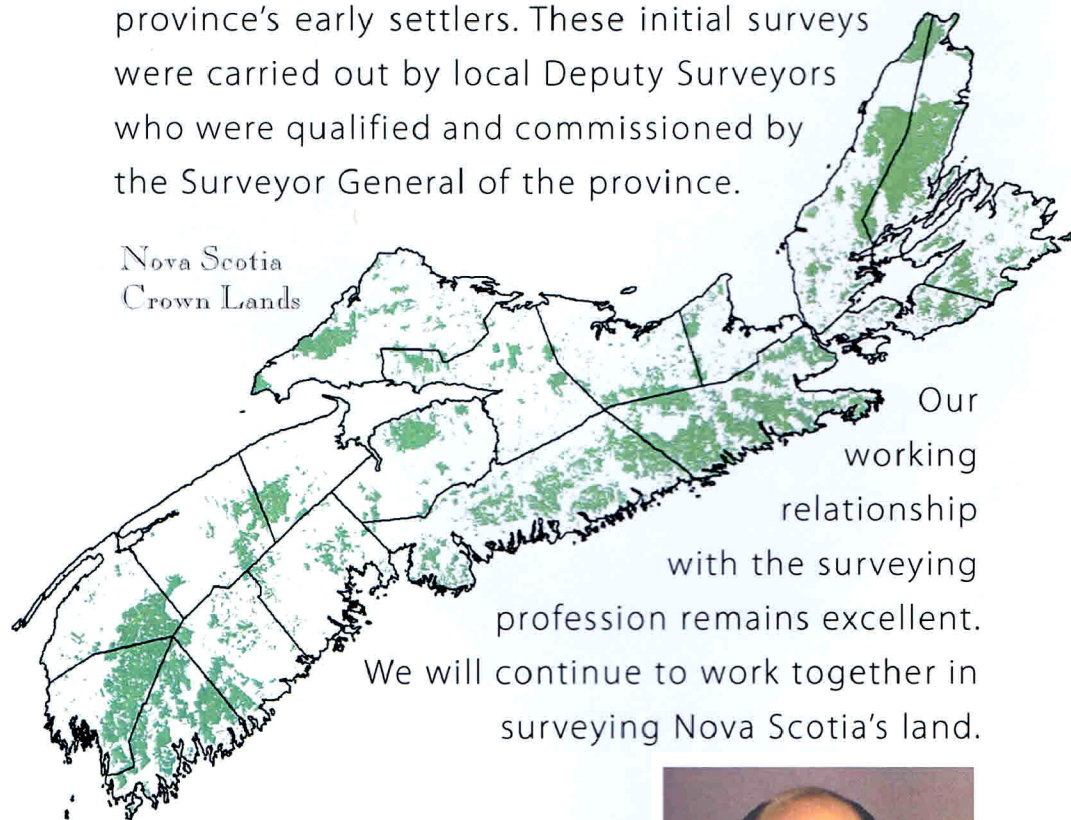 province's early settlers. These initial surveys
were carried out by local Deputy Surveyors
who were qualified and commissioned by
the Surveyor General of the province.
Nova Scotia
Crown Lands
Our
working
relationship
with the surveying
profession remains excellent.
We will continue to work together in
surveying Nova Scotia's land.